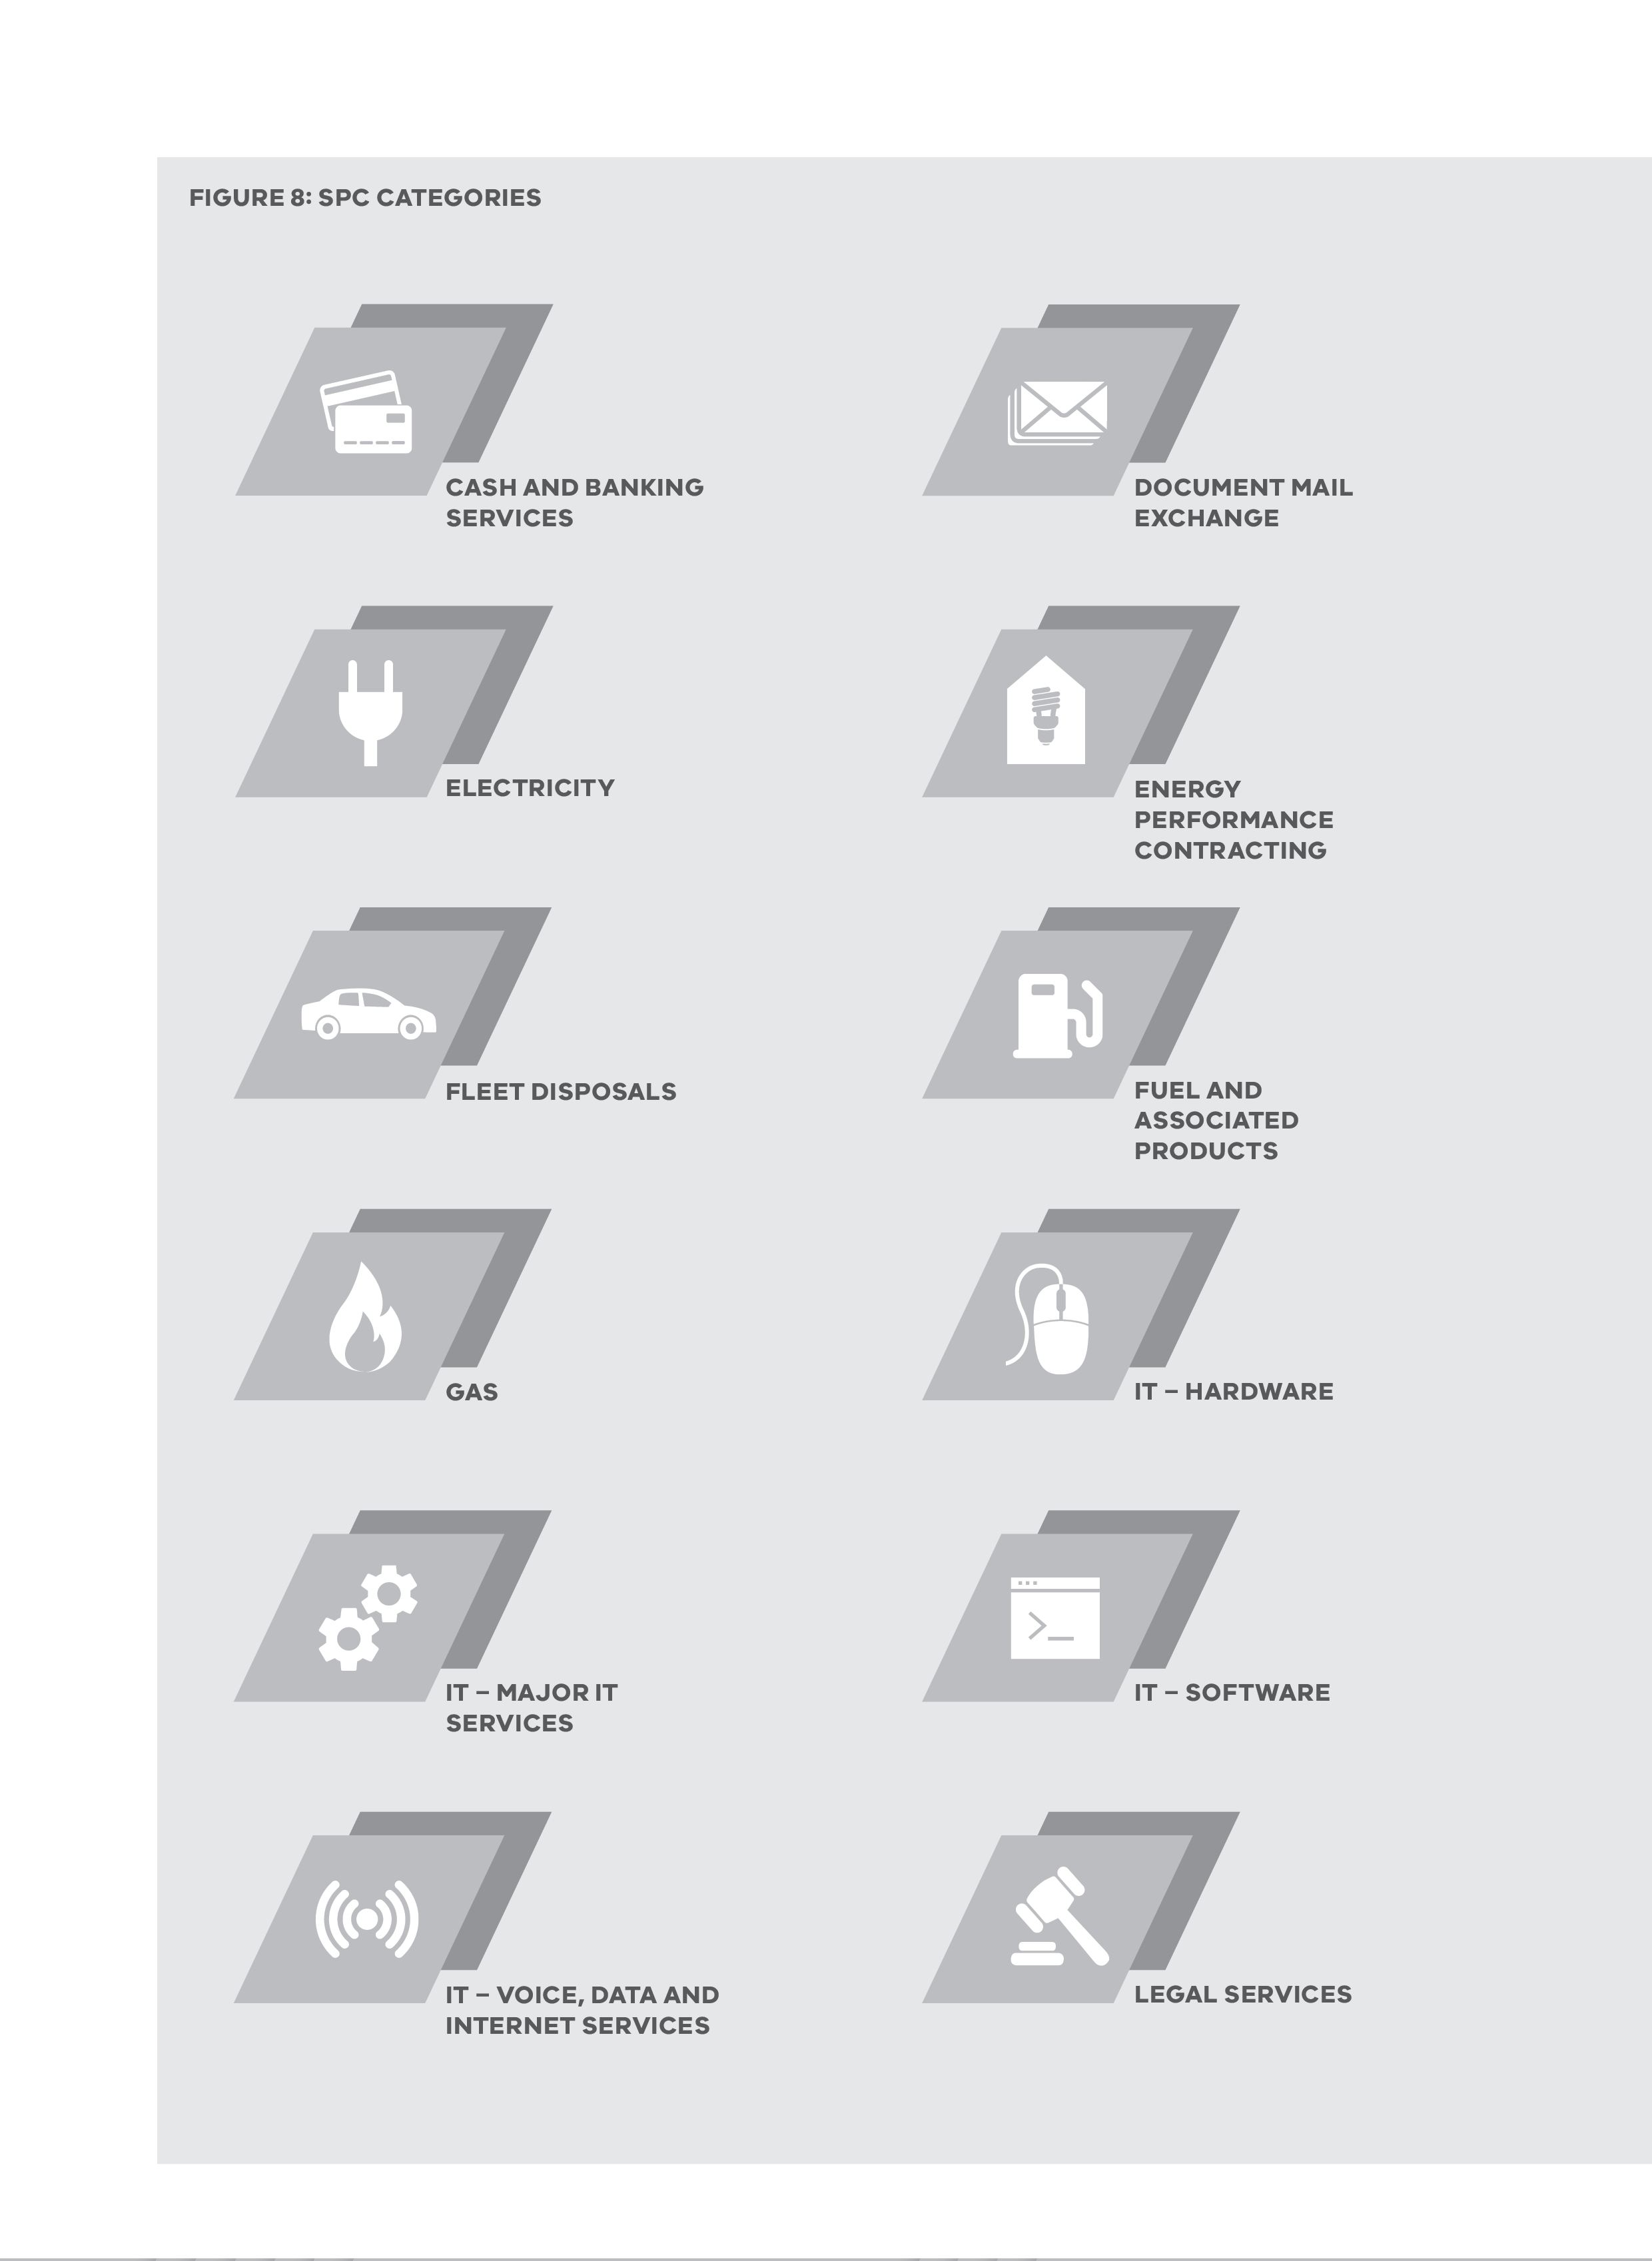 FIGURE 8: SPC CATEGORIES
CASH AND BANKING
SERVICES
DOCUMENT MAIL
EXCHANGE
ELECTRICITY
ENERGY
PERFORMANCE
CONTRACTING
FLEET DISPOSALS
FUEL AND
ASSOCIATED
PRODUCTS
GAS
IT – HARDWARE
IT – MAJOR IT
SERVICES
IT – SOFTWARE
IT – VOICE, DATA AND
INTERNET SERVICES
LEGAL SERVICES